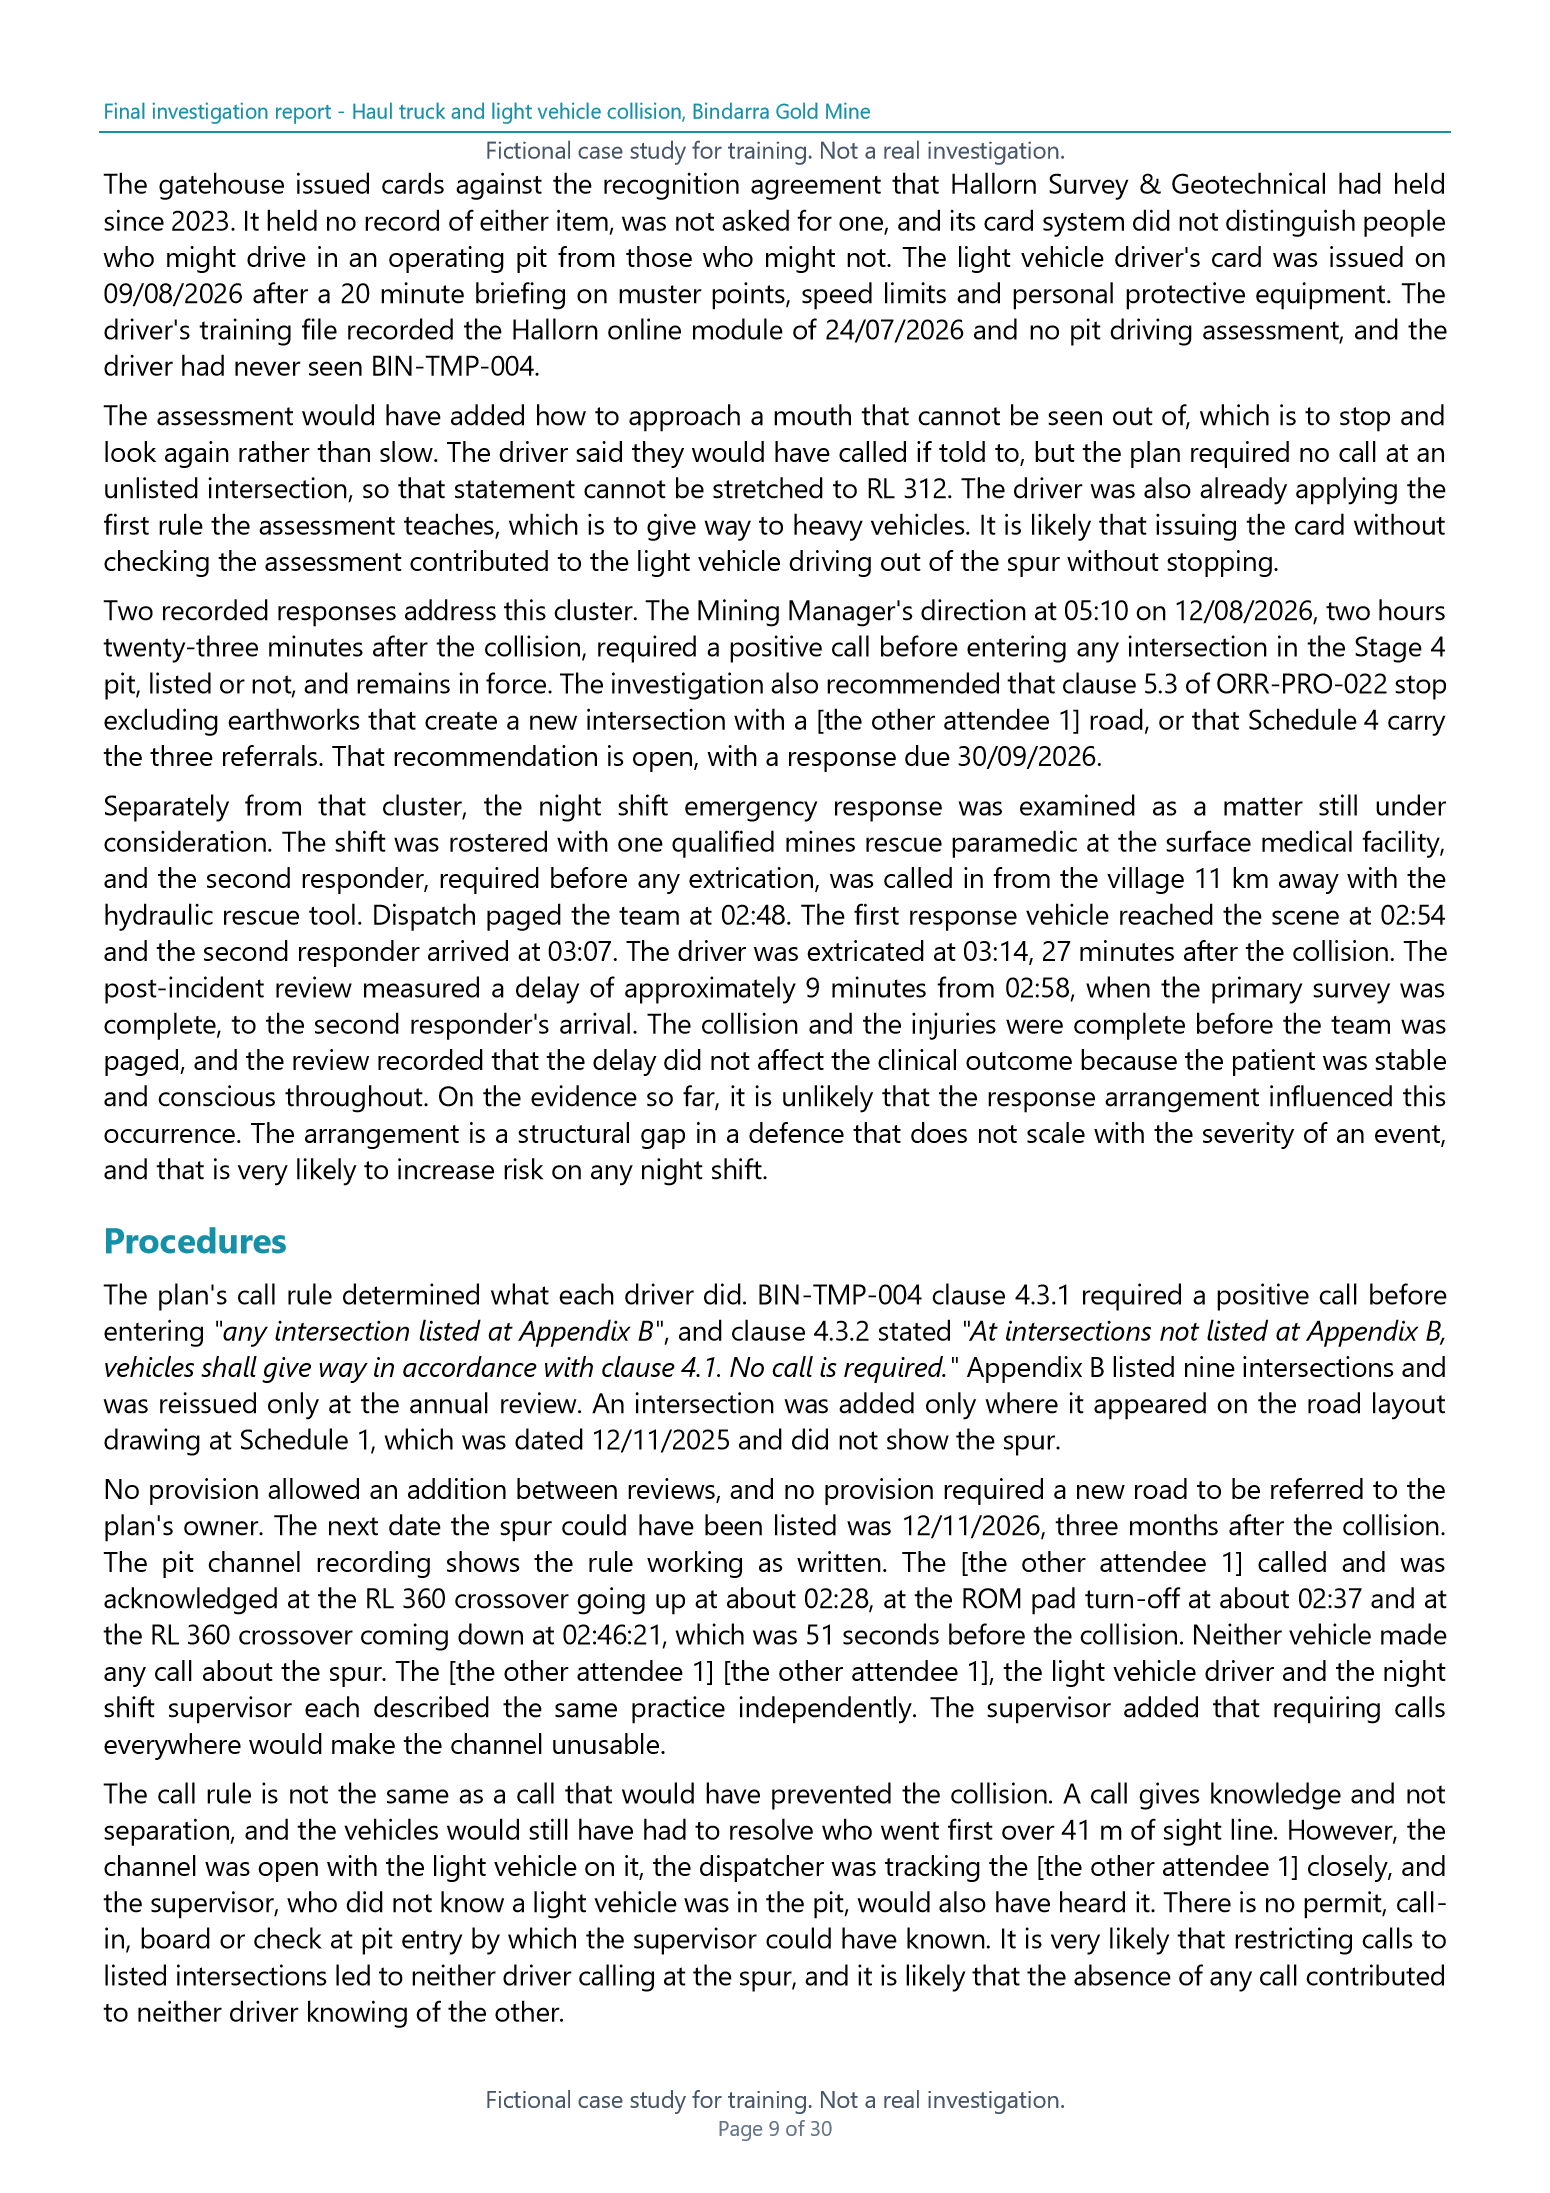 Final investigation report - Haul truck and light vehicle collision, Bindarra Gold Mine
Fictional case study for training. Not a real investigation.
The gatehouse issued cards against the recognition agreement that Hallorn Survey & Geotechnical had held
since 2023. It held no record of either item, was not asked for one, and its card system did not distinguish people
who might drive in an operating pit from those who might not. The light vehicle driver's card was issued on
09/08/2026 after a 20 minute briefing on muster points, speed limits and personal protective equipment. The
driver's training file recorded the Hallorn online module of 24/07/2026 and no pit driving assessment, and the
driver had never seen BIN-TMP-004.
The assessment would have added how to approach a mouth that cannot be seen out of, which is to stop and
look again rather than slow. The driver said they would have called if told to, but the plan required no call at an
unlisted intersection, so that statement cannot be stretched to RL 312. The driver was also already applying the
first rule the assessment teaches, which is to give way to heavy vehicles. It is likely that issuing the card without
checking the assessment contributed to the light vehicle driving out of the spur without stopping.
Two recorded responses address this cluster. The Mining Manager's direction at 05:10 on 12/08/2026, two hours
twenty-three minutes after the collision, required a positive call before entering any intersection in the Stage 4
pit, listed or not, and remains in force. The investigation also recommended that clause 5.3 of ORR-PRO-022 stop
excluding earthworks that create a new intersection with a [the other attendee 1] road, or that Schedule 4 carry
the three referrals. That recommendation is open, with a response due 30/09/2026.
Separately from that cluster, the night shift emergency response was examined as a matter still under
consideration. The shift was rostered with one qualified mines rescue paramedic at the surface medical facility,
and the second responder, required before any extrication, was called in from the village 11 km away with the
hydraulic rescue tool. Dispatch paged the team at 02:48. The first response vehicle reached the scene at 02:54
and the second responder arrived at 03:07. The driver was extricated at 03:14, 27 minutes after the collision. The
post-incident review measured a delay of approximately 9 minutes from 02:58, when the primary survey was
complete, to the second responder's arrival. The collision and the injuries were complete before the team was
paged, and the review recorded that the delay did not affect the clinical outcome because the patient was stable
and conscious throughout. On the evidence so far, it is unlikely that the response arrangement influenced this
occurrence. The arrangement is a structural gap in a defence that does not scale with the severity of an event,
and that is very likely to increase risk on any night shift.
Procedures
The plan's call rule determined what each driver did. BIN-TMP-004 clause 4.3.1 required a positive call before
entering "any intersection listed at Appendix B", and clause 4.3.2 stated "At intersections not listed at Appendix B,
vehicles shall give way in accordance with clause 4.1. No call is required." Appendix B listed nine intersections and
was reissued only at the annual review. An intersection was added only where it appeared on the road layout
drawing at Schedule 1, which was dated 12/11/2025 and did not show the spur.
No provision allowed an addition between reviews, and no provision required a new road to be referred to the
plan's owner. The next date the spur could have been listed was 12/11/2026, three months after the collision.
The pit channel recording shows the rule working as written. The [the other attendee 1] called and was
acknowledged at the RL 360 crossover going up at about 02:28, at the ROM pad turn-off at about 02:37 and at
the RL 360 crossover coming down at 02:46:21, which was 51 seconds before the collision. Neither vehicle made
any call about the spur. The [the other attendee 1] [the other attendee 1], the light vehicle driver and the night
shift supervisor each described the same practice independently. The supervisor added that requiring calls
everywhere would make the channel unusable.
The call rule is not the same as a call that would have prevented the collision. A call gives knowledge and not
separation, and the vehicles would still have had to resolve who went first over 41 m of sight line. However, the
channel was open with the light vehicle on it, the dispatcher was tracking the [the other attendee 1] closely, and
the supervisor, who did not know a light vehicle was in the pit, would also have heard it. There is no permit, call-
in, board or check at pit entry by which the supervisor could have known. It is very likely that restricting calls to
listed intersections led to neither driver calling at the spur, and it is likely that the absence of any call contributed
to neither driver knowing of the other.
Fictional case study for training. Not a real investigation.
Page 9 of 30